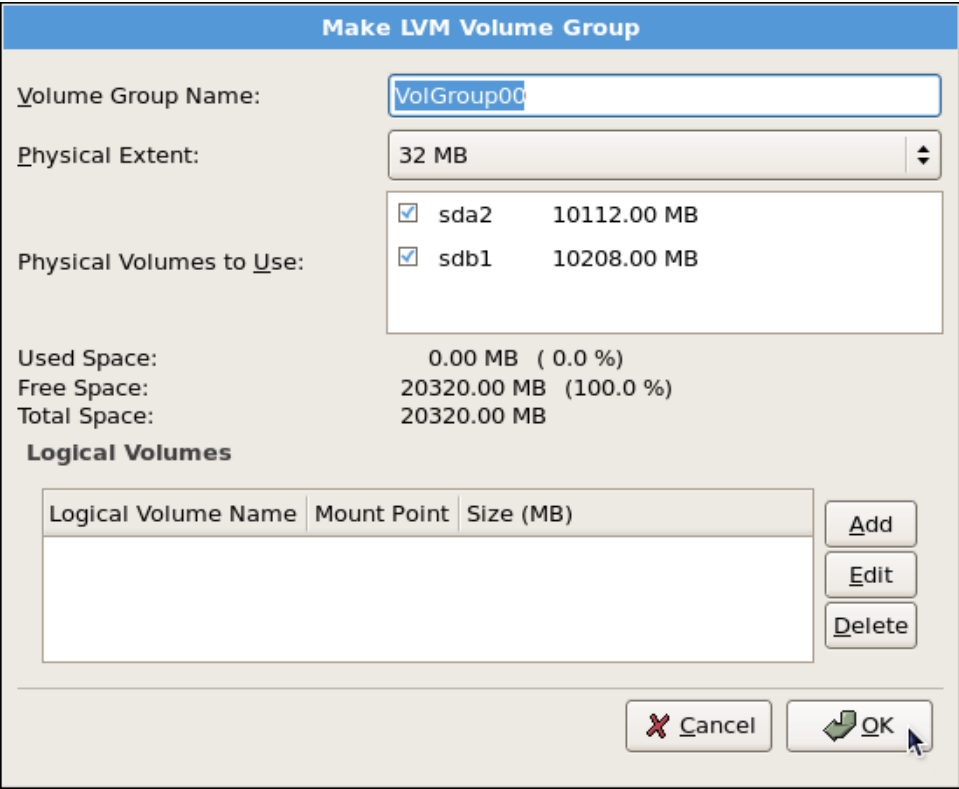 Make LVM Volume Group
Volume Group Name: VolGroup00
Physical Extent: 32 MB
sda2 10112.00 MB
Physical Volumes to Use: sdb1 10208.00 MB
Used Space: 0.00 MB ( 0.0 %)
Free Space: 20320.00 MB (100.0 %)
Total Space: 20320.00 MB
Logical Volumes
Logical Volume Name Mount Point Size (MB)
Add
Edit
Delete
Cancel OK